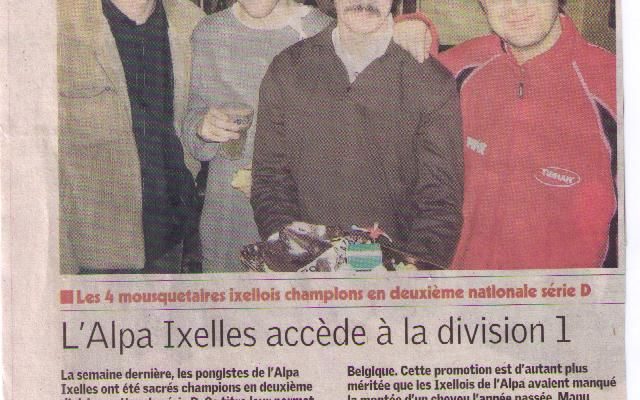 TIBHAR
■ Les 4 mousquetaires ixellois champions en deuxième nationale série D
L'Alpa Ixelles accède à la division 1
La semaine dernière, les pongistes de l'Alpa
Ixelles ont été sacrés champions en deuxième
Belgique. Cette promotion est d'autant plus
méritée que les Ixellois de l'Alpa avaient manqué
la montée d'un cheveu l'année passée. Manu